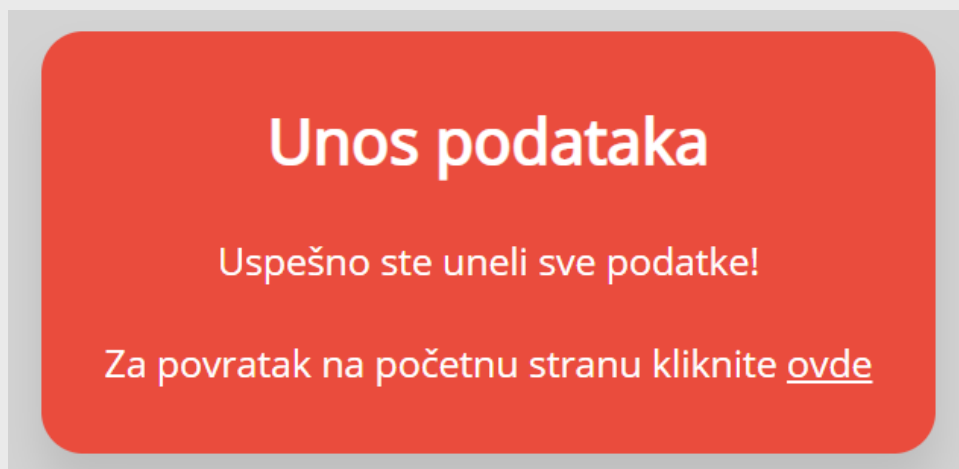 Unos podataka
Uspešno ste uneli sve podatke!
Za povratak na početnu stranu kliknite ovde